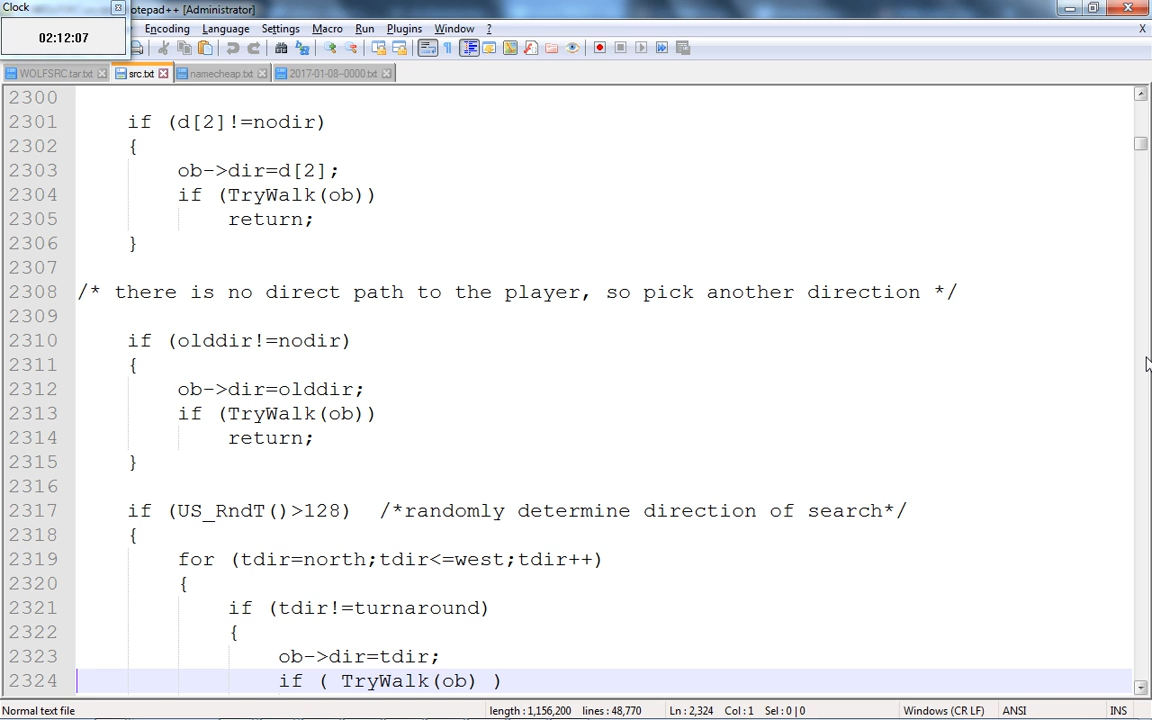 Clock
otepad++ [Administrator]
02:12:07
Encoding Language Settings Macro Run Plugins Window ?
X
WOLFSRC.tar.txt src.txt namecheap.txt 2017-01-08--0000.txt
2300
2301 if (d[2]!=nodir)
2302 {
2303 ob->dir=d[2];
2304 if (TryWalk(ob))
2305 return;
2306 }
2307
2308 /* there is no direct path to the player, so pick another direction */
2309
2310 if (olddir!=nodir)
2311 {
2312 ob->dir=olddir;
2313 if (TryWalk(ob))
2314 return;
2315 }
2316
2317 if (US_RndT()>128) /*randomly determine direction of search*/
2318 {
2319 for (tdir=north;tdir<=west;tdir++)
2320 {
2321 if (tdir!=turnaround)
2322 {
2323 ob->dir=tdir;
2324 if ( TryWalk(ob) )
Normal text file length : 1,156,200 lines : 48,770 Ln : 2,324 Col : 1 Sel : 0 | 0 Windows (CR LF) ANSI INS